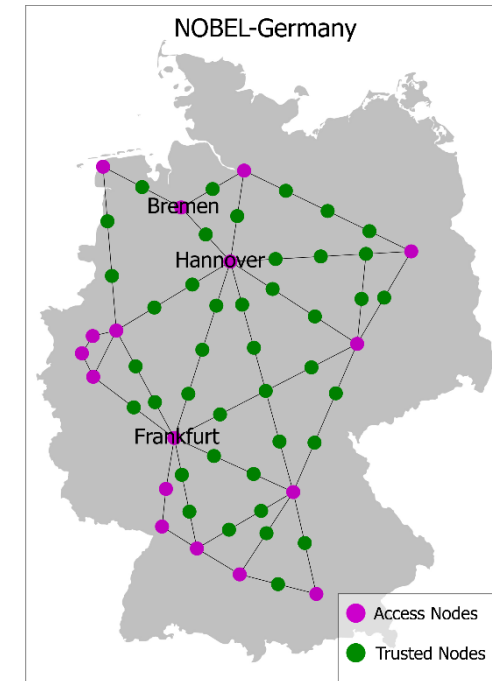 NOBEL-Germany
Bremen
Hannover
Frankfurt
Access Nodes
Trusted Nodes